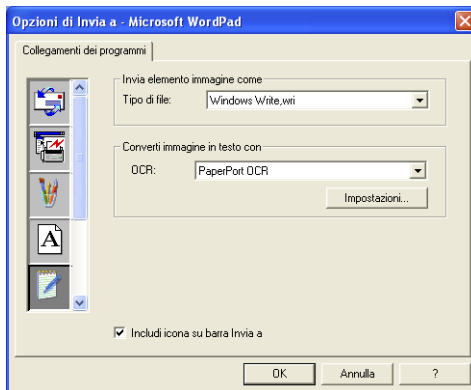 Opzioni di Invia a - Microsoft WordPad
Collegamenti dei programmi
Invia elemento immagine come
Tipo di file: Windows Write,wri
Converti immagine in testo con
OCR: PaperPort OCR
Impostazioni...
A
Includi icona su barra Invia a
OK Annulla ?